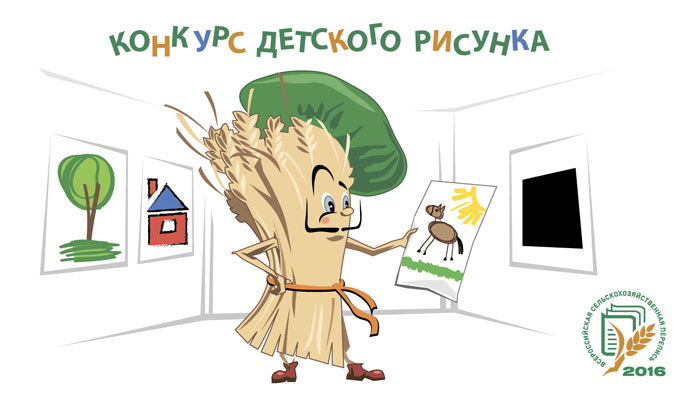 КОНКУРС ДЕТСКОГО РИСУНКА
ВСЕРОССИЙСКАЯ СЕЛЬСКОХОЗЯЙСТВЕННАЯ ПЕРЕПИСЬ
2016